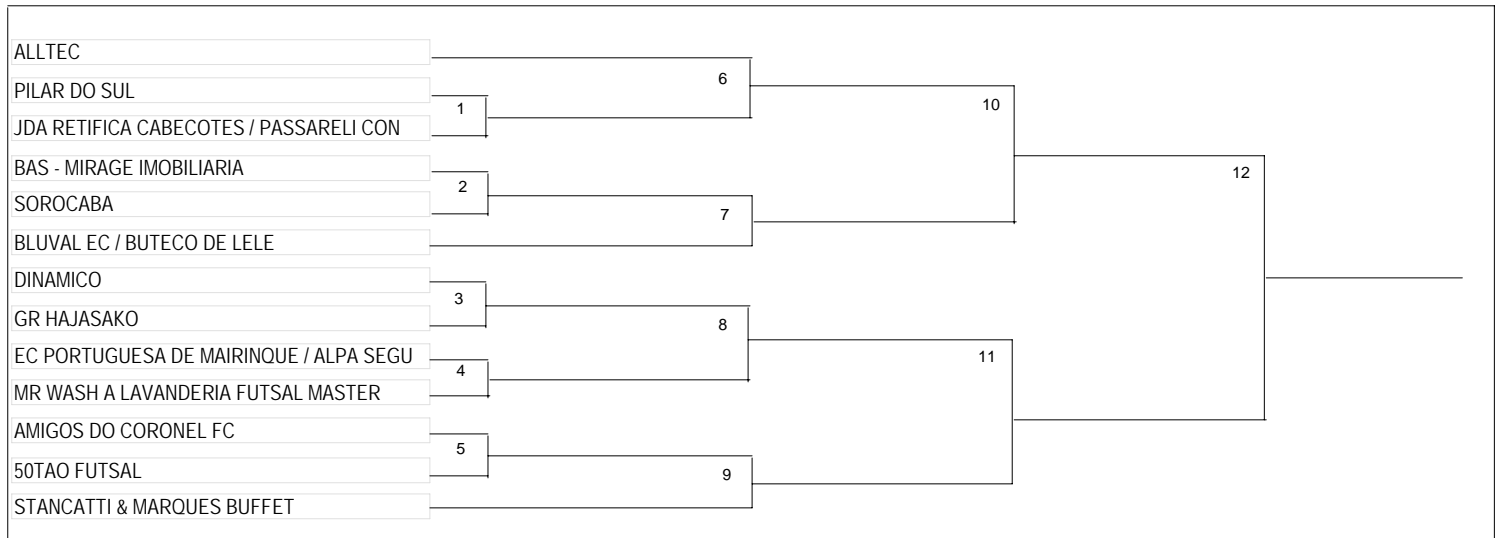 ALLTEC
PILAR DO SUL
JDA RETIFICA CABECOTES / PASSARELI CON
BAS - MIRAGE IMOBILIARIA
SOROCABA
BLUVAL EC / BUTECO DE LELE
DINAMICO
GR HAJASAKO
EC PORTUGUESA DE MAIRINQUE / ALPA SEGU
MR WASH A LAVANDERIA FUTSAL MASTER
AMIGOS DO CORONEL FC
50TAO FUTSAL
STANCATTI & MARQUES BUFFET
1
2
3
4
5
6
7
8
9
10
11
12